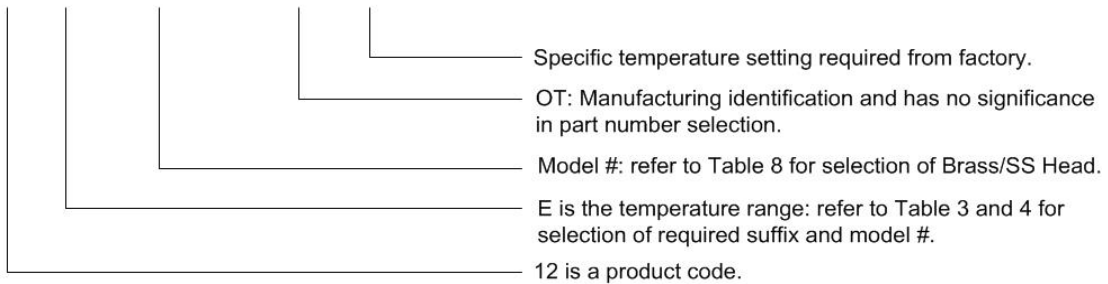 Specific temperature setting required from factory.
OT: Manufacturing identification and has no significance
in part number selection.
Model #: refer to Table 8 for selection of Brass/SS Head.
E is the temperature range: refer to Table 3 and 4 for
selection of required suffix and model #.
12 is a product code.